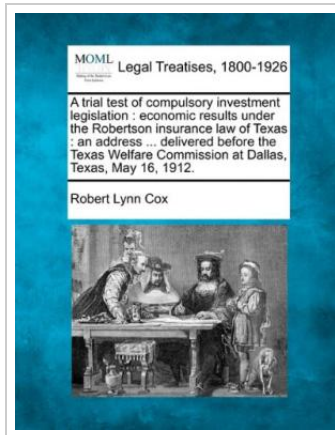 MOML
Legal Treatises, 1800-1926
A trial test of compulsory investment
legislation : economic results under
the Robertson insurance law of Texas
: an address ... delivered before the
Texas Welfare Commission at Dallas,
Texas, May 16, 1912.
Robert Lynn Cox